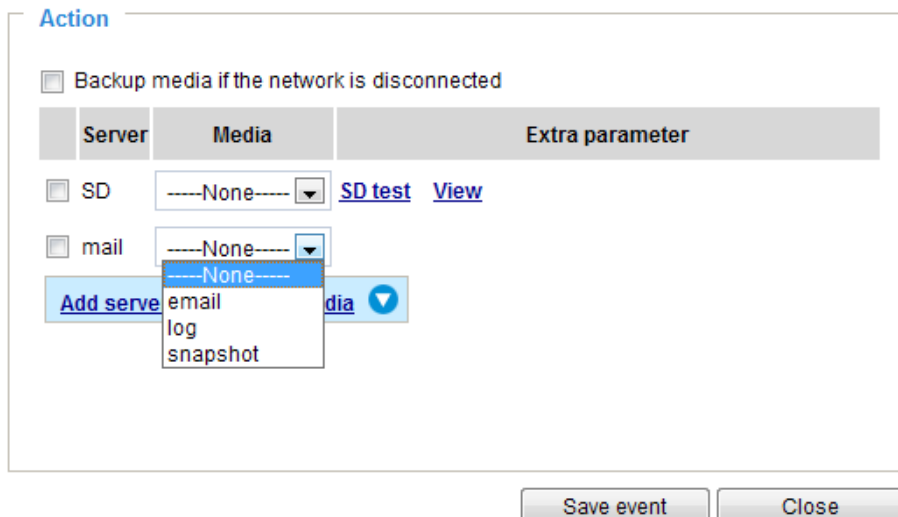 Action
Backup media if the network is disconnected
Server Media Extra parameter
SD -----None----- SD test View
mail -----None-----
-----None-----
email
log
snapshot
Add serve dia
Save event Close